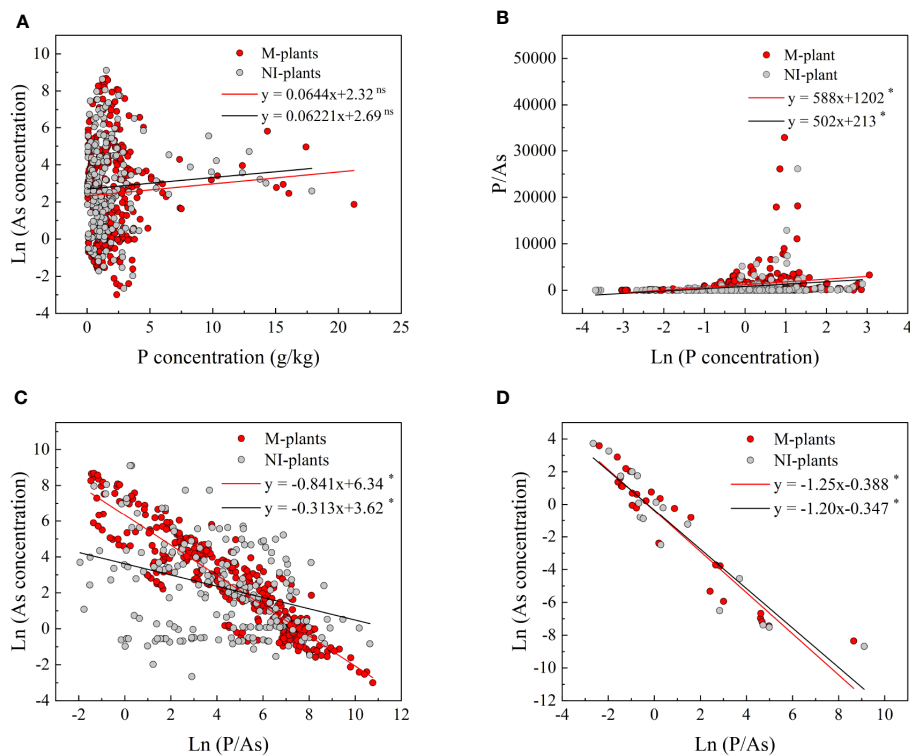 A
M-plants
NI-plants
y = 0.0644x+2.32 ns
y = 0.06221x+2.69 ns
10
8
6
4
2
0
-2
-4
Ln (As concentration)
0 5 10 15 20 25
P concentration (g/kg)
B
M-plant
NI-plant
y = 588x+1202 *
y = 502x+213 *
50000
40000
30000
20000
10000
0
P/As
-4 -3 -2 -1 0 1 2 3 4
Ln (P concentration)
C
M-plants
NI-plants
y = -0.841x+6.34 *
y = -0.313x+3.62 *
10
8
6
4
2
0
-2
-4
Ln (As concentration)
-2 0 2 4 6 8 10 12
Ln (P/As)
D
M-plants
NI-plants
y = -1.25x-0.388 *
y = -1.20x-0.347 *
4
2
0
-2
-4
-6
-8
-10
-12
Ln (As concentration)
-4 -2 0 2 4 6 8 10
Ln (P/As)